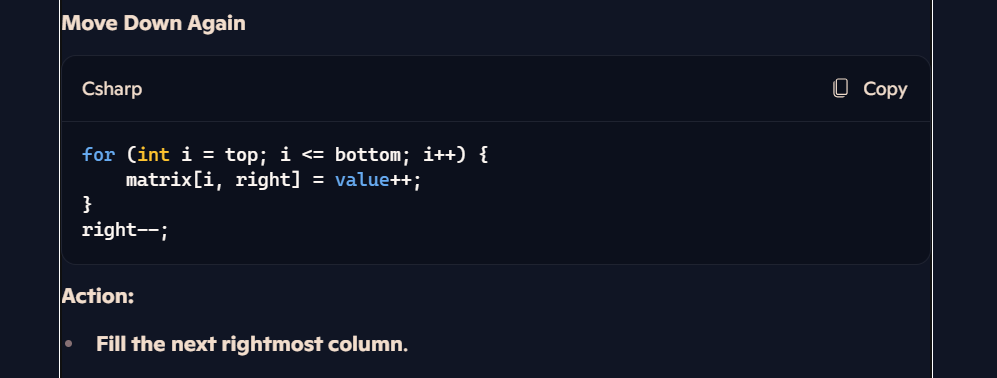 Move Down Again
Csharp
Copy
for (int i = top; i <= bottom; i++) {
    matrix[i, right] = value++;
}
right--;
Action:
• Fill the next rightmost column.